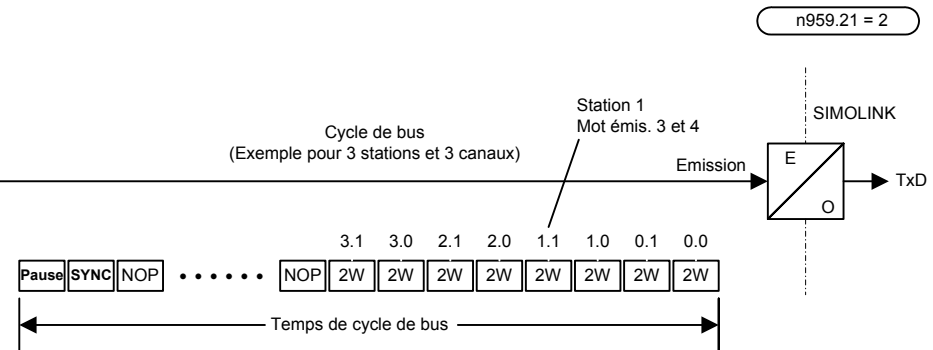 n959.21 = 2
Station 1
Mot émis. 3 et 4
SIMOLINK
Cycle de bus
(Exemple pour 3 stations et 3 canaux)
Emission
E
O
TxD
3.1 3.0 2.1 2.0 1.1 1.0 0.1 0.0
Pause SYNC NOP NOP 2W 2W 2W 2W 2W 2W 2W 2W
Temps de cycle de bus